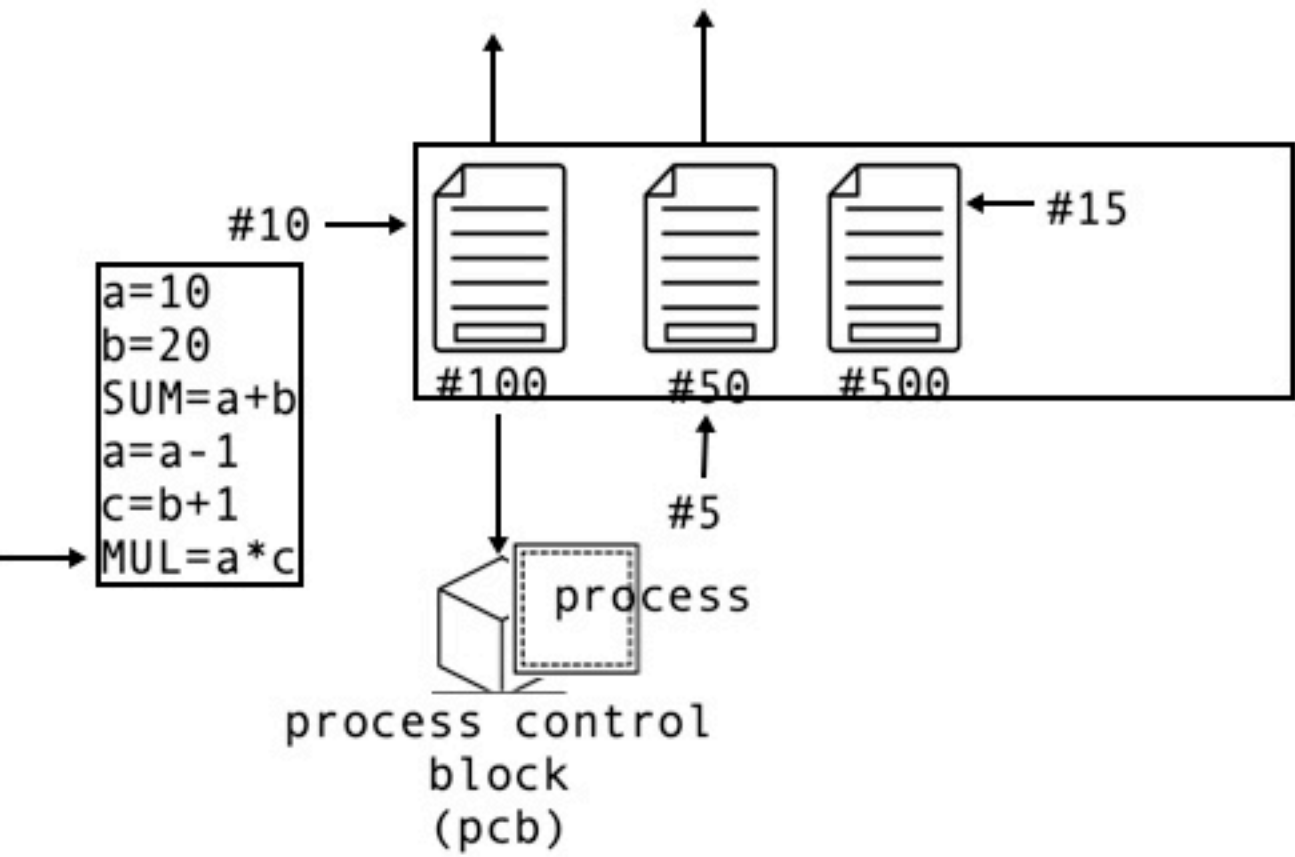 #10
#15
a=10
b=20
SUM=a+b
a=a-1
c=b+1
MUL=a*c
#100 #50 #500
#5
process
process control
block
(pcb)